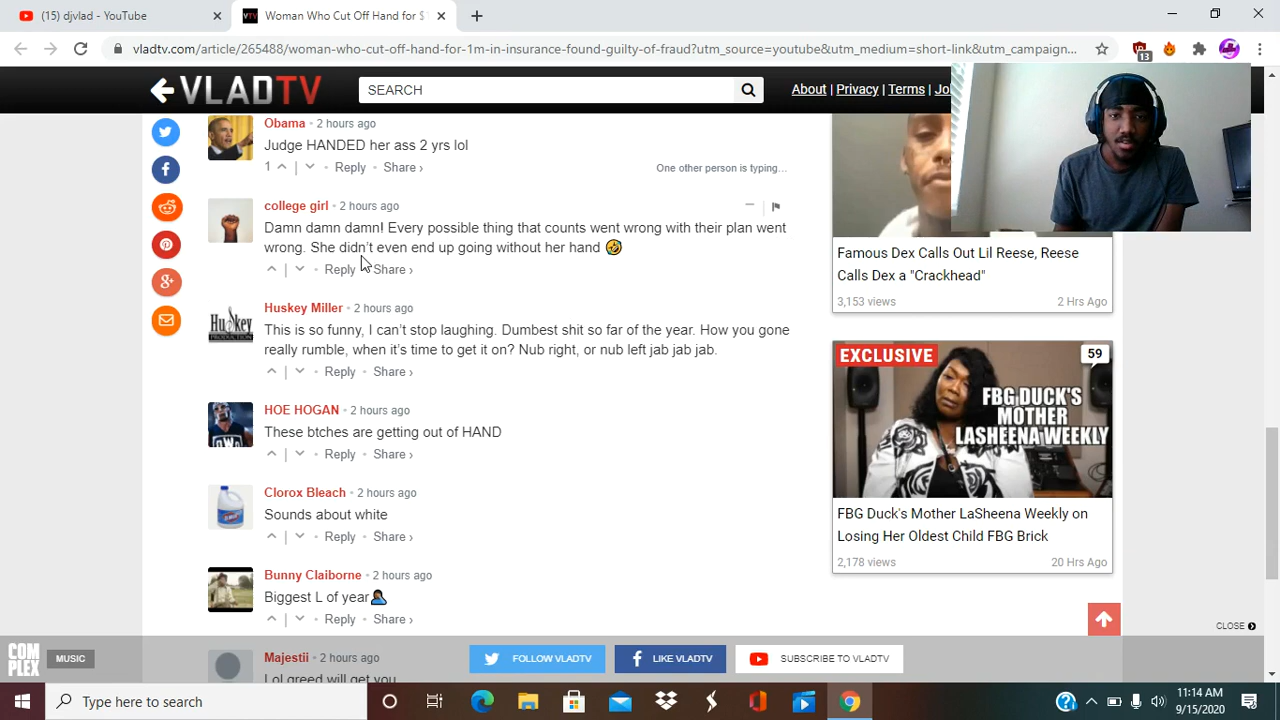 (15) djvlad - YouTube
Woman Who Cut Off Hand for $
vladtv.com/article/265488/woman-who-cut-off-hand-for-1m-in-insurance-found-guilty-of-fraud?utm_source=youtube&utm_medium=short-link&utm_campaign...
13
VLADTV
SEARCH
About | Privacy | Terms | Jo
Obama • 2 hours ago
Judge HANDED her ass 2 yrs lol
1 | • Reply • Share ›
One other person is typing...
college girl • 2 hours ago
Damn damn damn! Every possible thing that counts went wrong with their plan went
wrong. She didn't even end up going without her hand 🤣
| • Reply • Share ›
Huskey Miller • 2 hours ago
This is so funny, I can't stop laughing. Dumbest shit so far of the year. How you gone
really rumble, when it's time to get it on? Nub right, or nub left jab jab jab.
| • Reply • Share ›
HOE HOGAN • 2 hours ago
These btches are getting out of HAND
| • Reply • Share ›
Clorox Bleach • 2 hours ago
Sounds about white
| • Reply • Share ›
Bunny Claiborne • 2 hours ago
Biggest L of year🤦🏾‍♂️
| • Reply • Share ›
Majestii • 2 hours ago
Lol greed will get you
Famous Dex Calls Out Lil Reese, Reese
Calls Dex a "Crackhead"
3,153 views
2 Hrs Ago
EXCLUSIVE
59
FBG DUCK'S
MOTHER
LASHEENA WEEKLY
FBG Duck's Mother LaSheena Weekly on
Losing Her Oldest Child FBG Brick
2,178 views
20 Hrs Ago
CLOSE
COMPLEX
MUSIC
FOLLOW VLADTV
LIKE VLADTV
SUBSCRIBE TO VLADTV
Type here to search
11:14 AM
9/15/2020